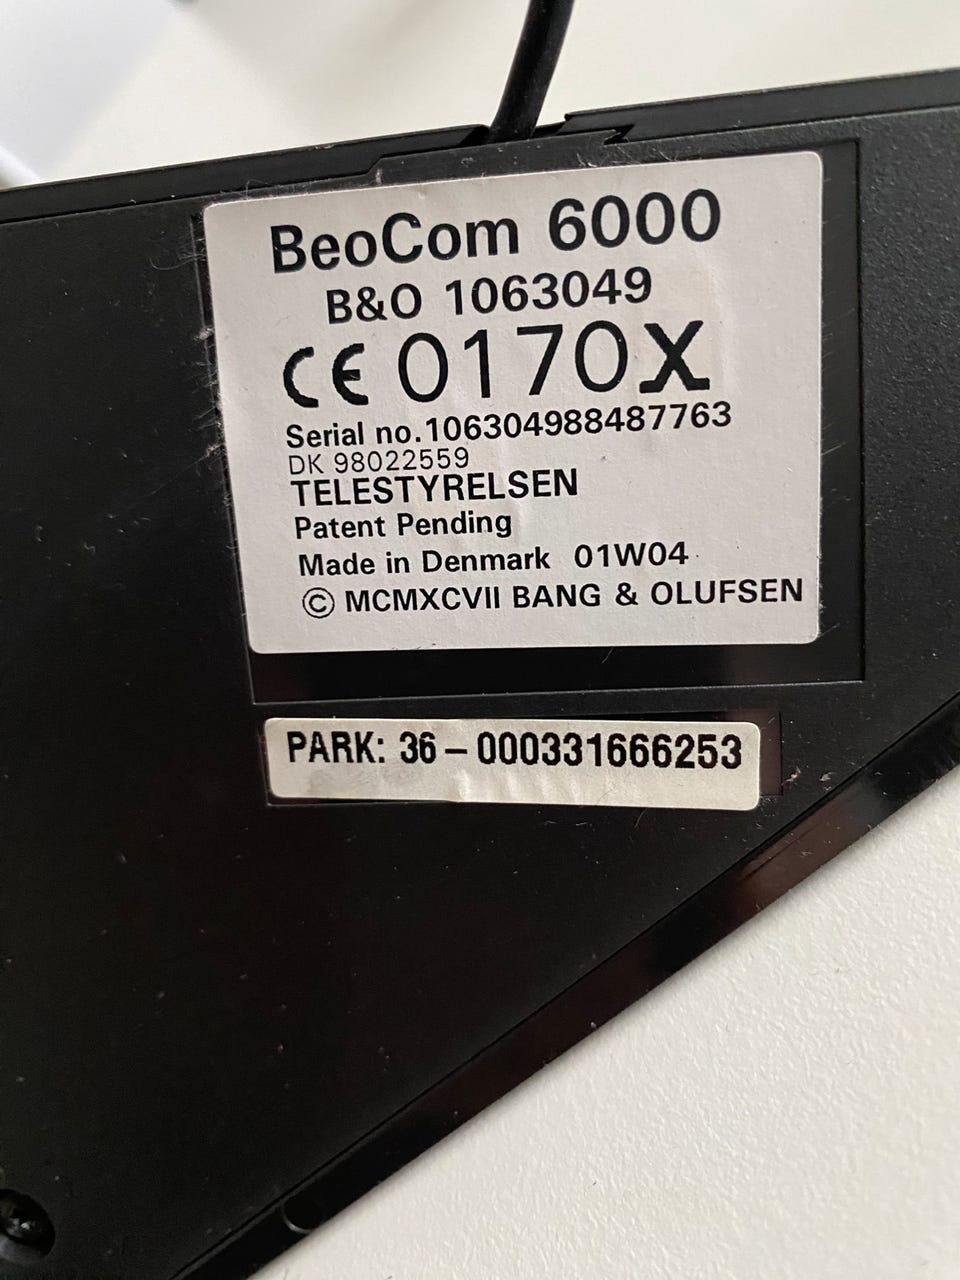 BeoCom 6000
B&O 1063049
CE 0170X
Serial no.106304988487763
DK 98022559
TELESTYRELSEN
Patent Pending
Made in Denmark 01W04
© MCMXCVII BANG & OLUFSEN
PARK: 36 – 000331666253